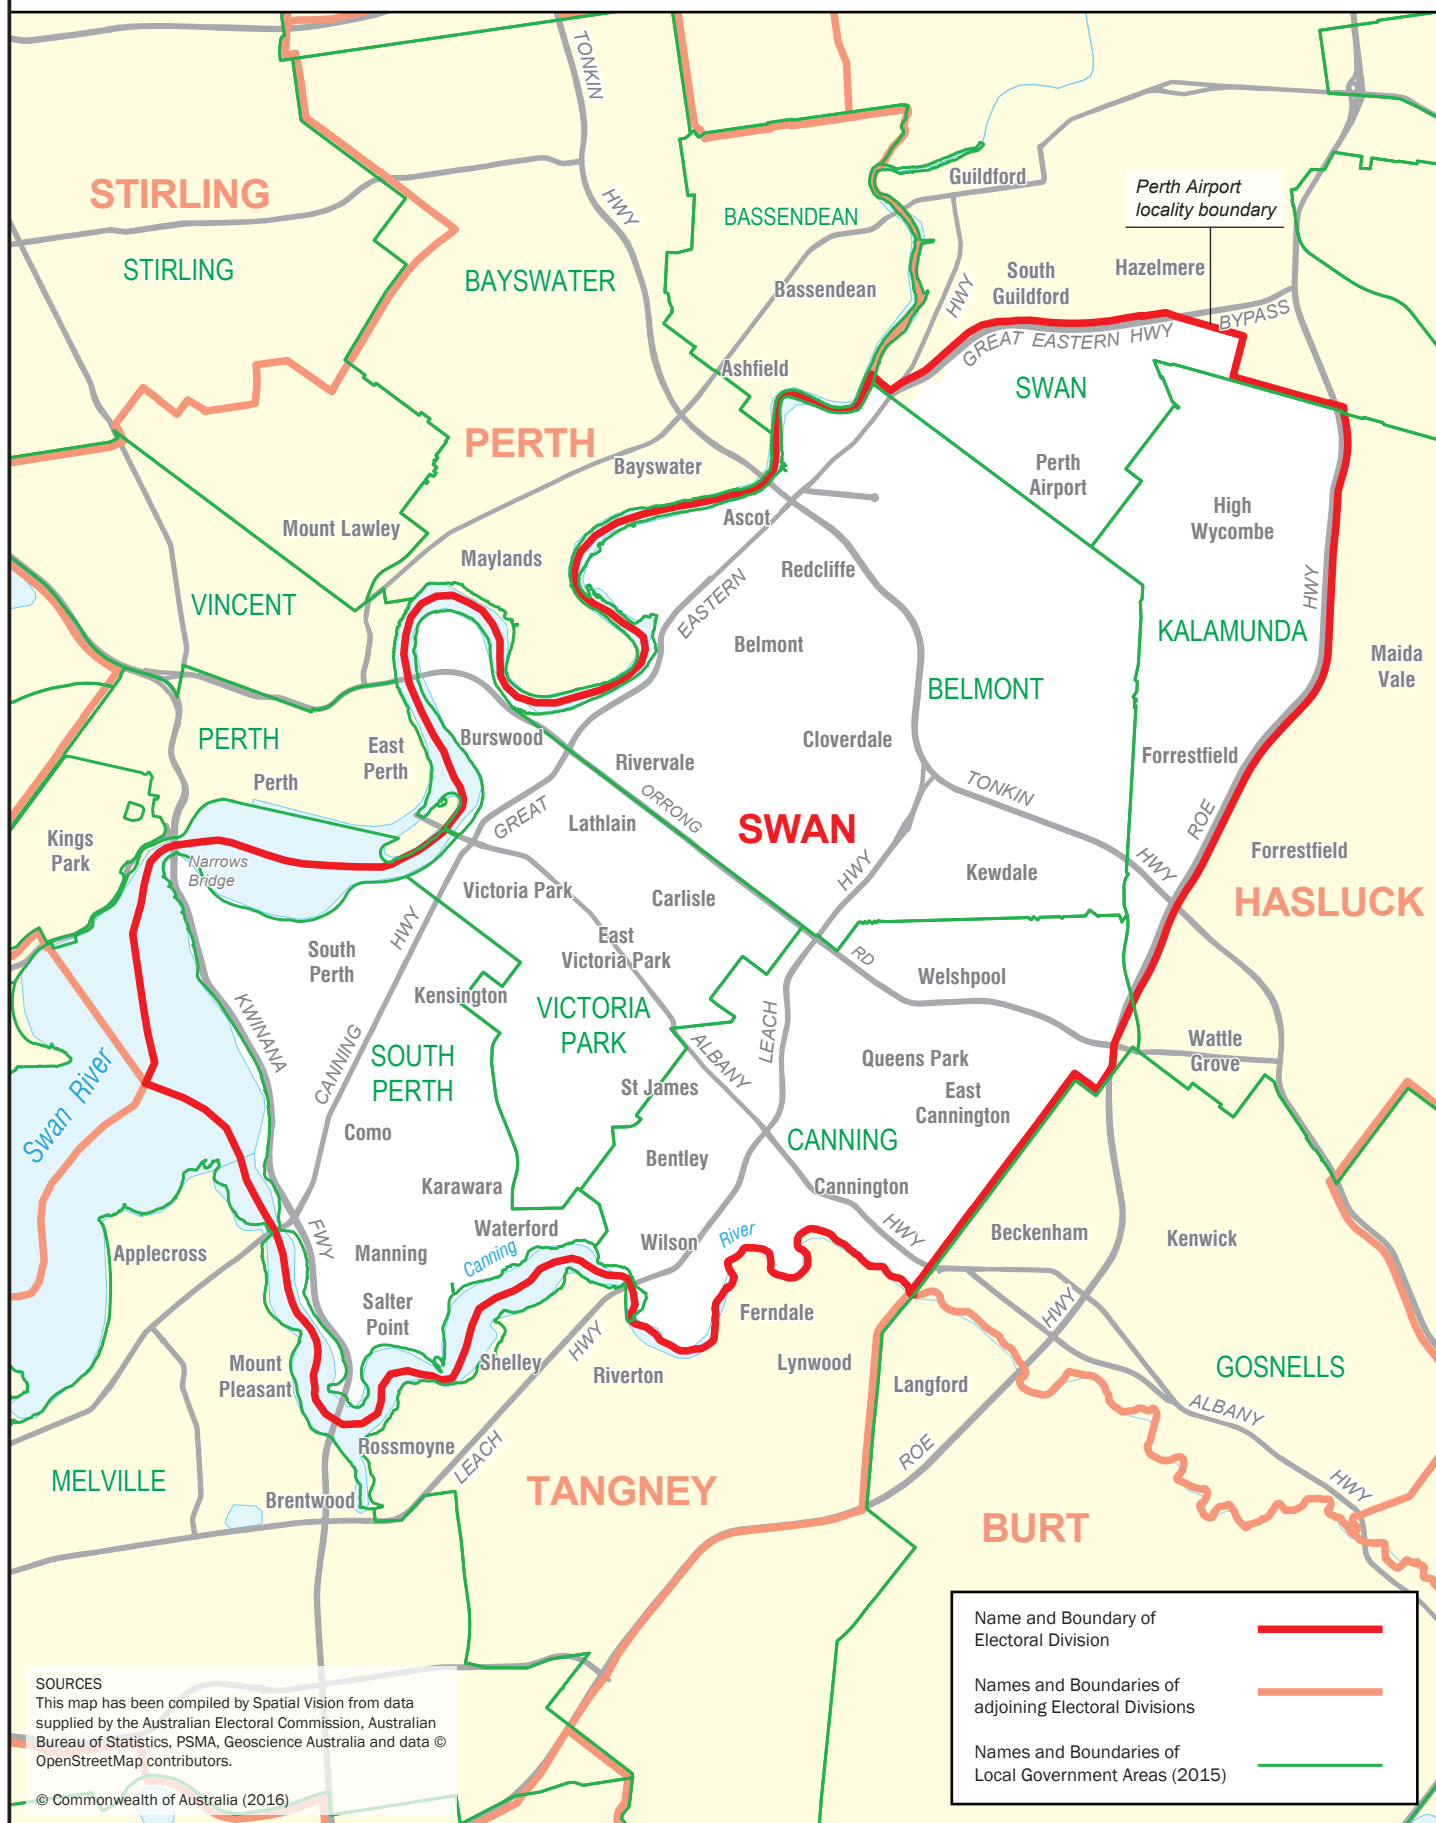 TONKIN
HWY
STIRLING
STIRLING
BAYSWATER
BASSENDEAN
Bassendean
Ashfield
Guildford
Perth Airport
locality boundary
South
Guildford
Hazelmere
HWY
GREAT EASTERN HWY
BYPASS
SWAN
PERTH
Bayswater
Perth
Airport
High
Wycombe
Mount Lawley
Maylands
Ascot
Redcliffe
EASTERN
HWY
VINCENT
Belmont
KALAMUNDA
Maida
Vale
BELMONT
PERTH
Perth
East
Perth
Burswood
Rivervale
Cloverdale
Forrestfield
ORRONG
TONKIN
HWY
ROE
GREAT
Lathlain
SWAN
Kings
Park
Narrows
Bridge
Forrestfield
HASLUCK
HWY
Kewdale
Victoria Park
Carlisle
HWY
East
Victoria Park
South
Perth
RD
Welshpool
Kensington
VICTORIA
PARK
KWINANA
LEACH
ALBANY
Wattle
Grove
Swan River
CANNING
SOUTH
PERTH
Queens Park
East
Cannington
St James
Como
CANNING
Bentley
Karawara
Cannington
Waterford
Wilson
River
HWY
Beckenham
Kenwick
Applecross
FWY
Manning
Canning
Salter
Point
Ferndale
HWY
Mount
Pleasant
Shelley
HWY
Riverton
Lynwood
Langford
GOSNELLS
ALBANY
HWY
Rossmoyne
LEACH
ROE
MELVILLE
Brentwood
TANGNEY
BURT
Name and Boundary of
Electoral Division
Names and Boundaries of
adjoining Electoral Divisions
Names and Boundaries of
Local Government Areas (2015)
SOURCES
This map has been compiled by Spatial Vision from data
supplied by the Australian Electoral Commission, Australian
Bureau of Statistics, PSMA, Geoscience Australia and data ©
OpenStreetMap contributors.
© Commonwealth of Australia (2016)